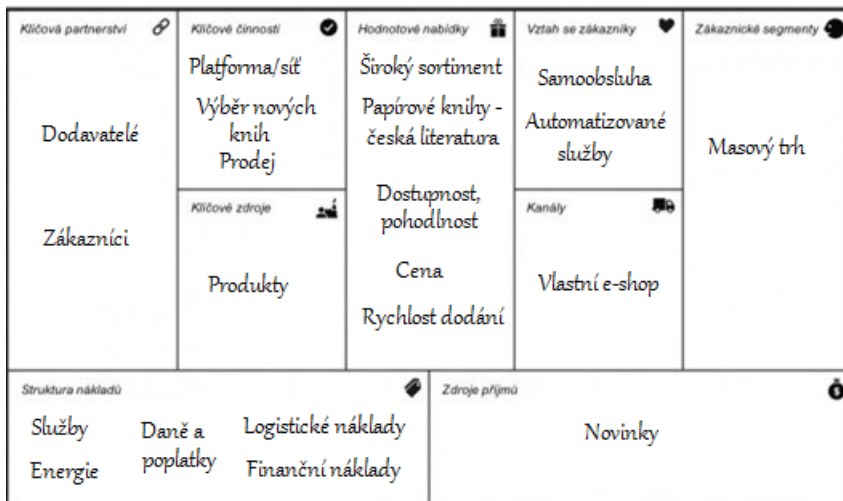 Klíčová partnerství
Dodavatelé
Zákazníci
Klíčové činnosti
Platforma/síť
Výběr nových
knih
Prodej
Klíčové zdroje
Produkty
Hodnotové nabídky
Široký sortiment
Papírové knihy -
česká literatura
Dostupnost,
pohodlnost
Cena
Rychlost dodání
Vztah se zákazníky
Samoobsluha
Automatizované
služby
Kanály
Vlastní e-shop
Zákaznické segmenty
Masový trh
Struktura nákladů
Služby
Energie
Daně a
poplatky
Logistické náklady
Finanční náklady
Zdroje příjmů
Novinky